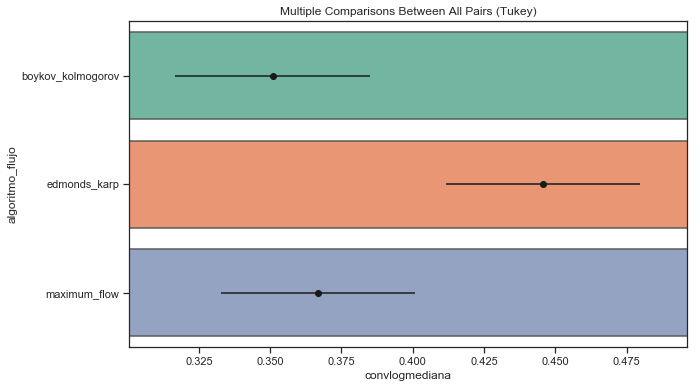 Multiple Comparisons Between All Pairs (Tukey)
boykov_kolmogorov
edmonds_karp
maximum_flow
algoritmo_flujo
0.325 0.350 0.375 0.400 0.425 0.450 0.475
convlogmediana